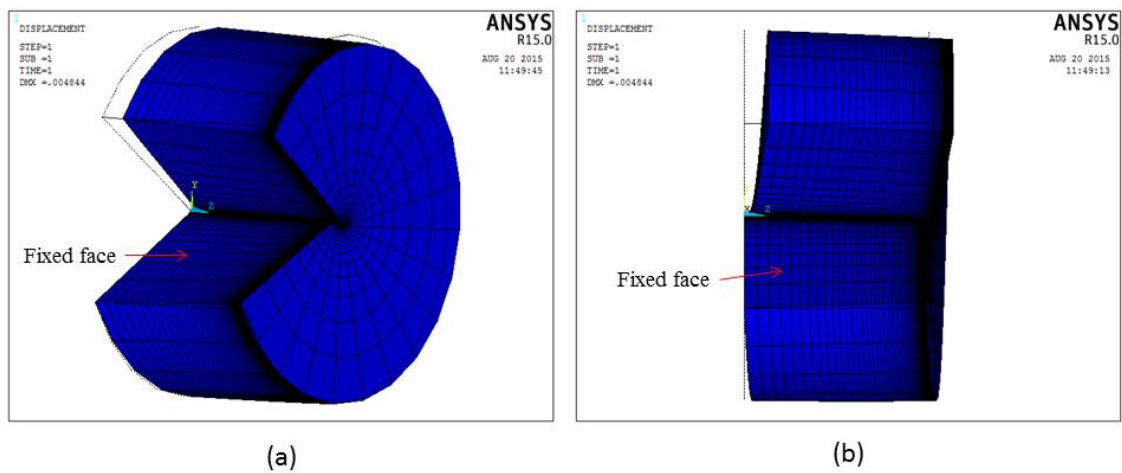 1
DISPLACEMENT
STEP=1
SUB =1
TIME=1
DMX =.004844
ANSYS
R15.0
AUG 20 2015
11:49:45
Y
Z
Fixed face
(a)
1
DISPLACEMENT
STEP=1
SUB =1
TIME=1
DMX =.004844
ANSYS
R15.0
AUG 20 2015
11:49:13
X
Z
Fixed face
(b)